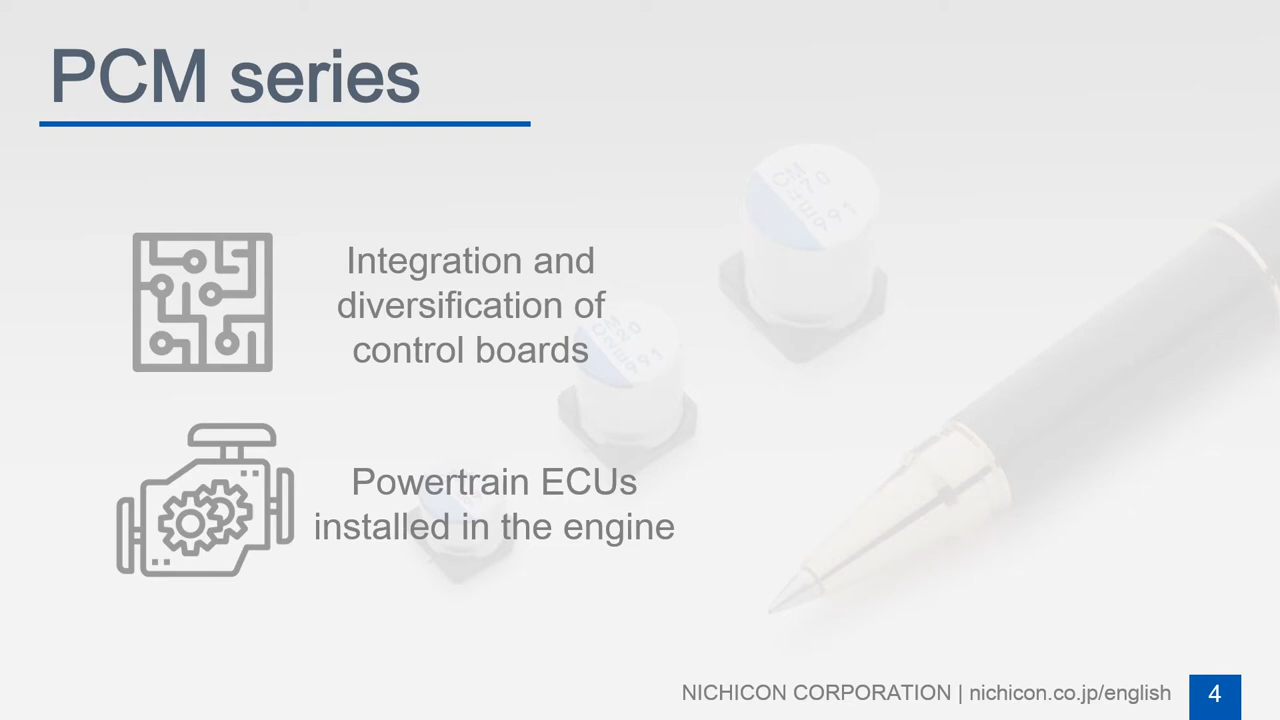 PCM series
Integration and
diversification of
control boards
Powertrain ECUs
installed in the engine
NICHICON CORPORATION | nichicon.co.jp/english
4